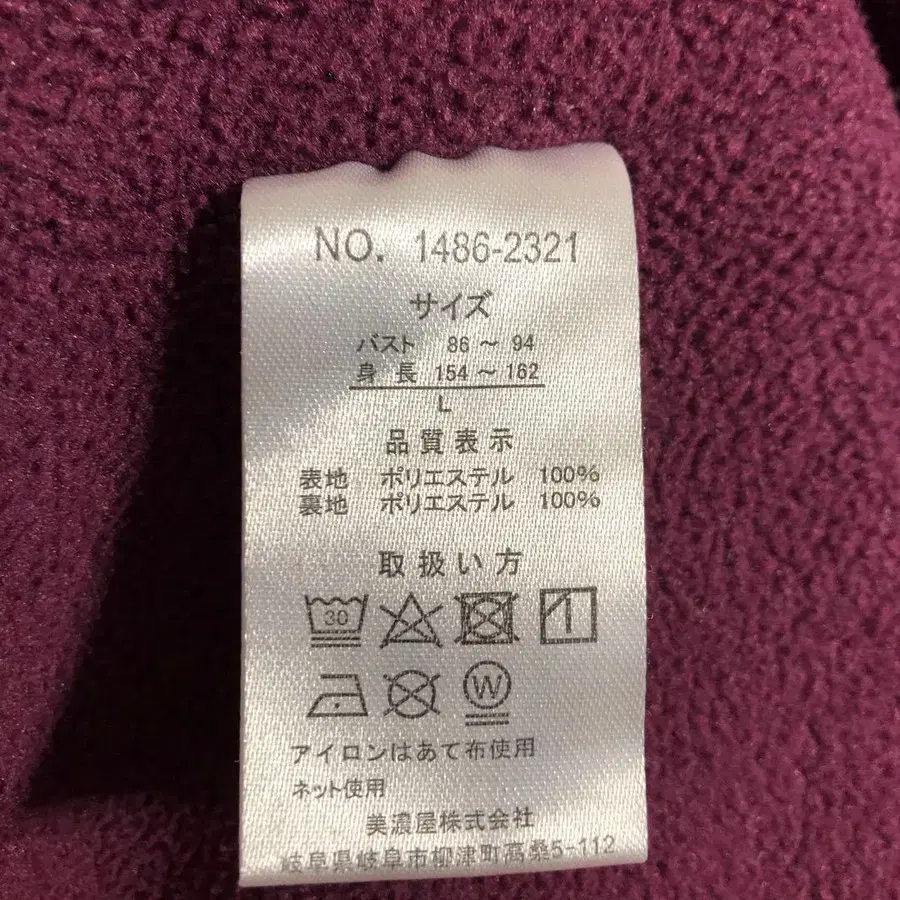 NO. 1486-2321
サイズ
バスト 86 ～ 94
身長 154 ～ 162
L
品質表示
表地 ポリエステル 100%
裏地 ポリエステル 100%
取扱い方
30
W
アイロンはあて布使用
ネット使用
美濃屋株式会社
岐阜県岐阜市柳津町高桑5-112